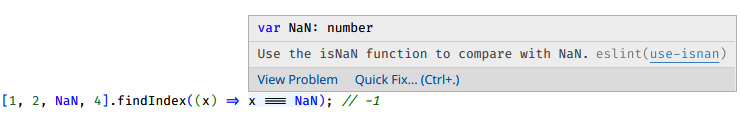 var NaN: number
Use the isNaN function to compare with NaN. eslint(use-isnan)
View Problem Quick Fix... (Ctrl+.)
[1, 2, NaN, 4].findIndex((x) => x === NaN); // -1